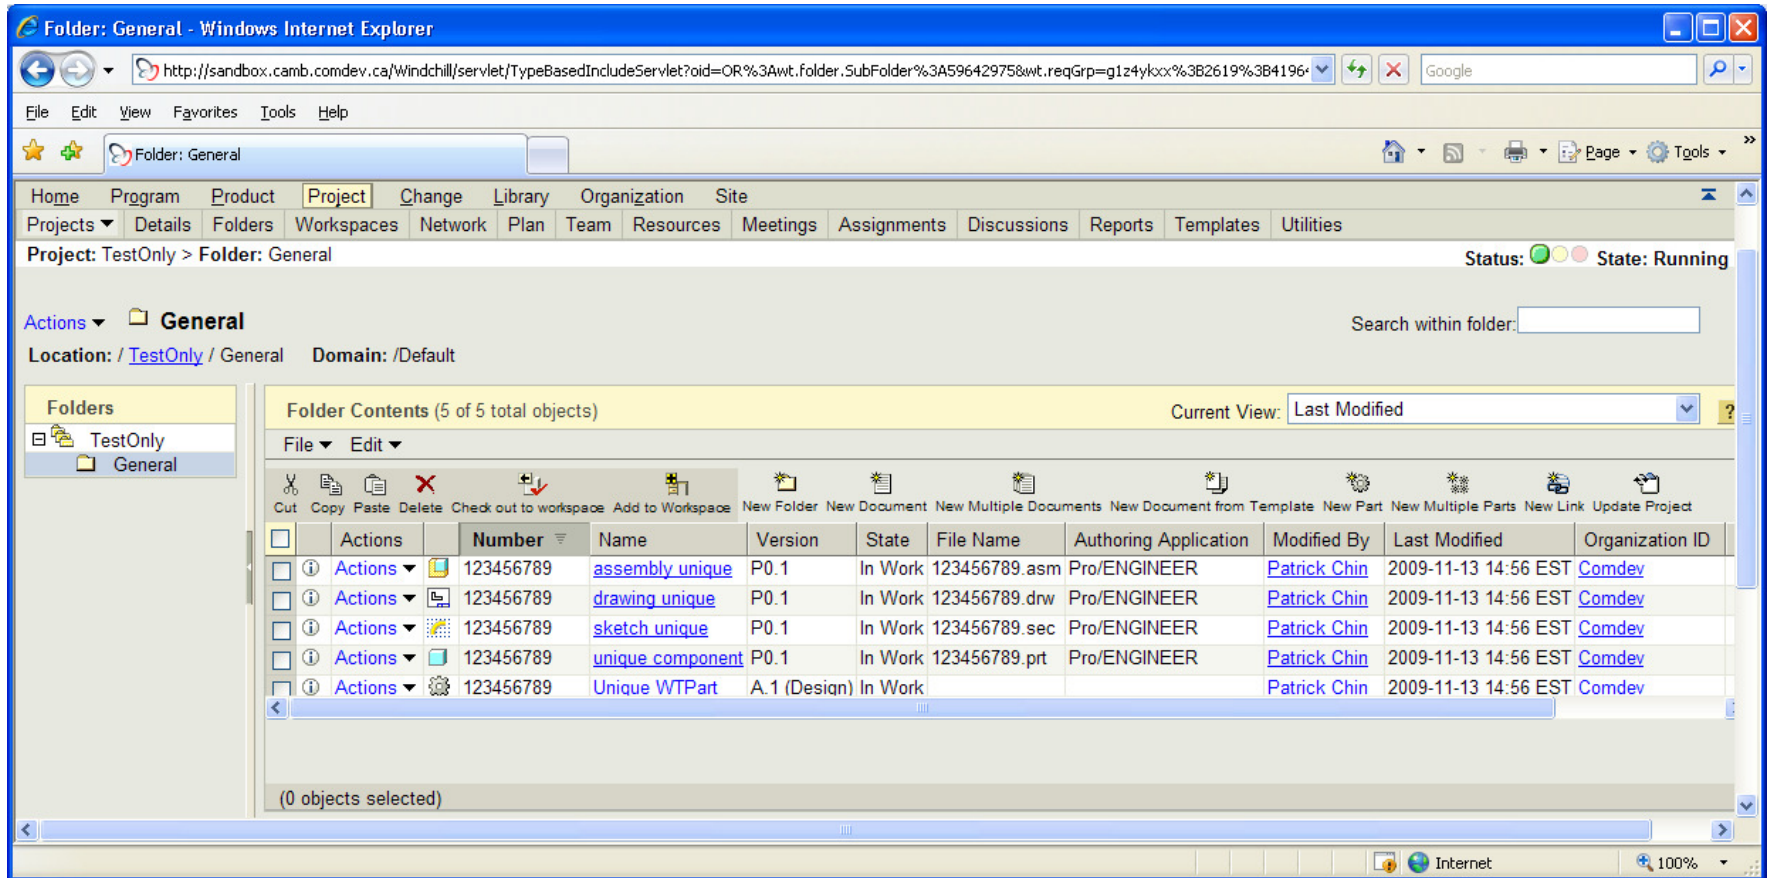 Folder: General - Windows Internet Explorer
http://sandbox.camb.comdev.ca/Windchill/servlet/TypeBasedIncludeServlet?oid=OR%3Awt.folder.SubFolder%3A59642975&wt.reqGrp=g1z4ykxx%3B2619%3B4196 Google
File Edit View Favorites Tools Help
Folder: General Page Tools »
Home Program Product Project Change Library Organization Site
Projects Details Folders Workspaces Network Plan Team Resources Meetings Assignments Discussions Reports Templates Utilities
Project: TestOnly > Folder: General Status: State: Running
Actions General Search within folder:
Location: / TestOnly / General Domain: /Default
Folders Folder Contents (5 of 5 total objects) Current View: Last Modified ?
TestOnly File Edit
General
Cut Copy Paste Delete Check out to workspace Add to Workspace New Folder New Document New Multiple Documents New Document from Template New Part New Multiple Parts New Link Update Project
Actions Number Name Version State File Name Authoring Application Modified By Last Modified Organization ID
Actions 123456789 assembly unique P0.1 In Work 123456789.asm Pro/ENGINEER Patrick Chin 2009-11-13 14:56 EST Comdev
Actions 123456789 drawing unique P0.1 In Work 123456789.drw Pro/ENGINEER Patrick Chin 2009-11-13 14:56 EST Comdev
Actions 123456789 sketch unique P0.1 In Work 123456789.sec Pro/ENGINEER Patrick Chin 2009-11-13 14:56 EST Comdev
Actions 123456789 unique component P0.1 In Work 123456789.prt Pro/ENGINEER Patrick Chin 2009-11-13 14:56 EST Comdev
Actions 123456789 Unique WTPart A.1 (Design) In Work Patrick Chin 2009-11-13 14:56 EST Comdev
(0 objects selected)
Internet 100%